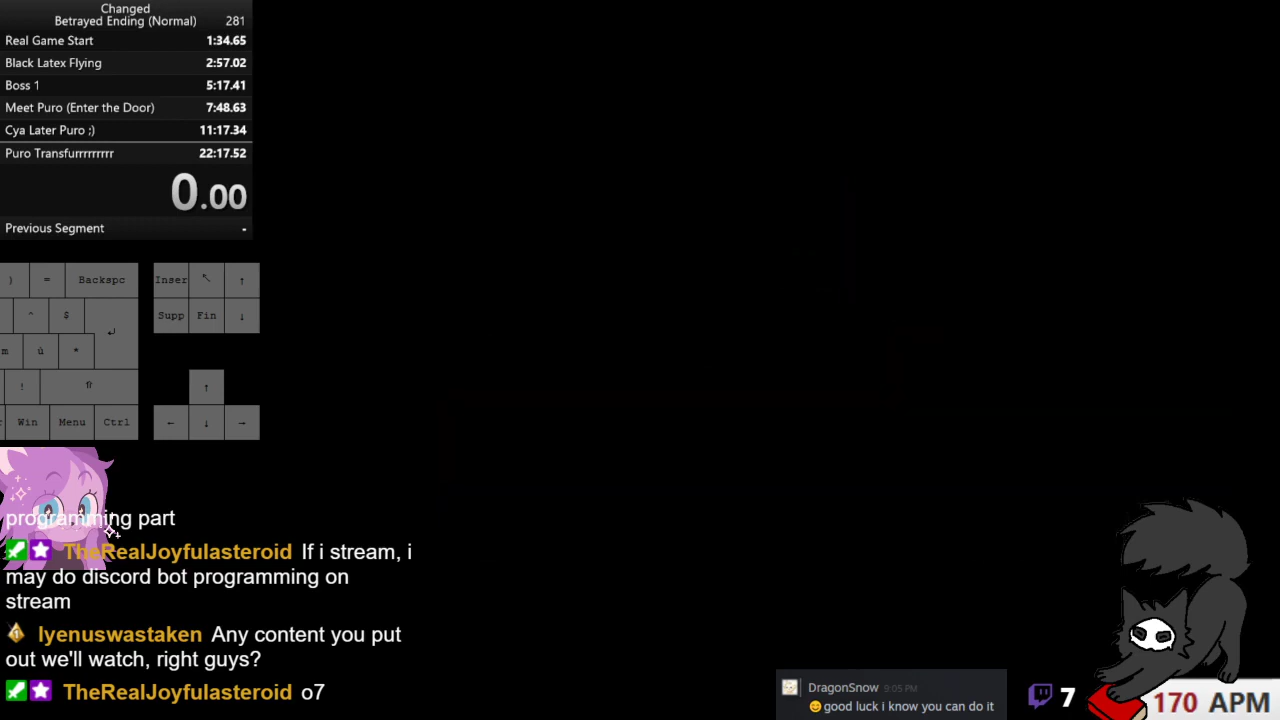 Changed
Betrayed Ending (Normal) 281
Real Game Start 1:34.65
Black Latex Flying 2:57.02
Boss 1 5:17.41
Meet Puro (Enter the Door) 7:48.63
Cya Later Puro ;) 11:17.34
Puro Transfurrrrrrrrr 22:17.52
0.00
Previous Segment -
) = Backspc Inser ↖ ↑
^ $ ↵ Supp Fin ↓
m ù *
! ⇧ ↑
Win Menu Ctrl ← ↓ →
programming part
TheRealJoyfulasteroid If i stream, i
may do discord bot programming on
stream
Iyenuswastaken Any content you put
out we'll watch, right guys?
TheRealJoyfulasteroid o7
DragonSnow 9:05 PM
😊good luck i know you can do it
7
170 APM